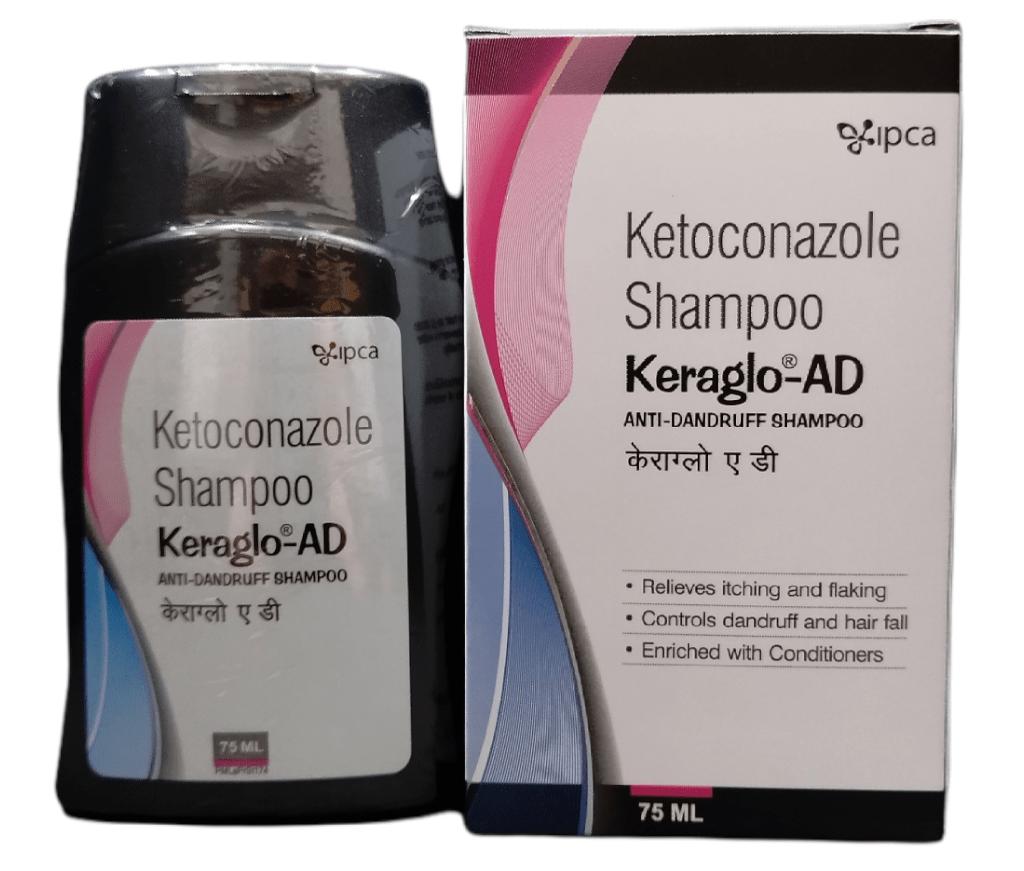 ipca
Ketoconazole
Shampoo
Keraglo®-AD
ANTI-DANDRUFF SHAMPOO
केराग्लो ए डी
75 ML
ipca
Ketoconazole
Shampoo
Keraglo®-AD
ANTI-DANDRUFF SHAMPOO
केराग्लो ए डी
• Relieves itching and flaking
• Controls dandruff and hair fall
• Enriched with Conditioners
75 ML